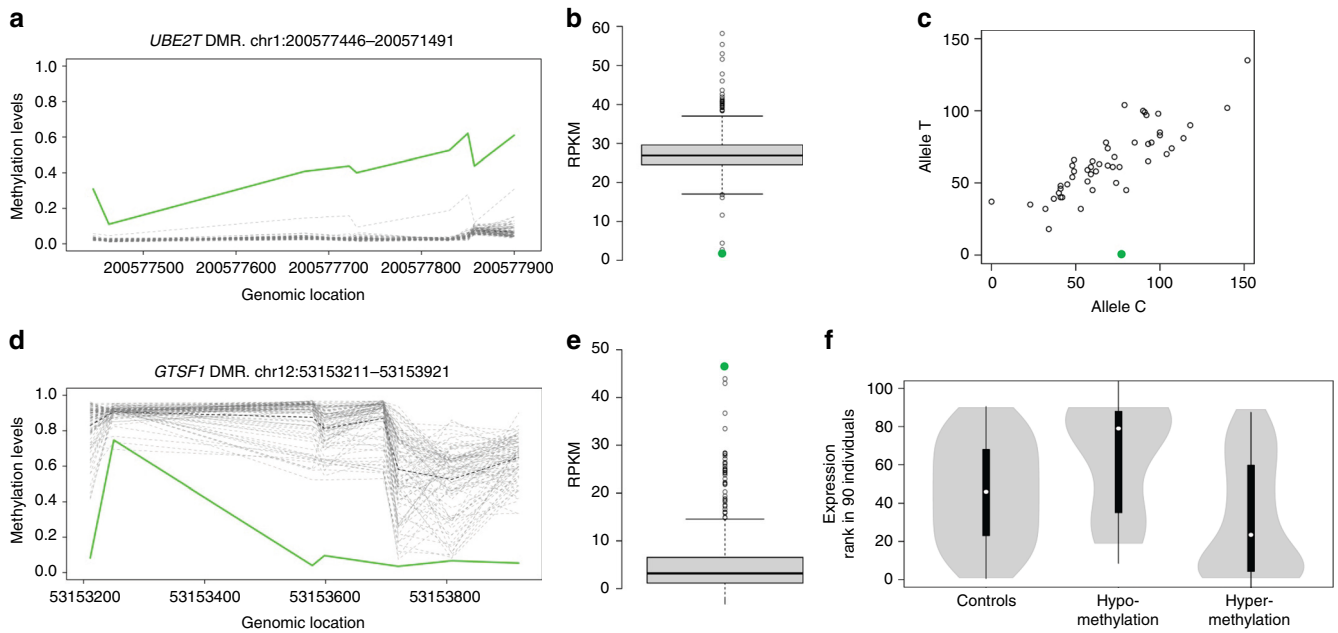 a
UBE2T DMR. chr1:200577446–200571491
Methylation levels
1.0
0.8
0.6
0.4
0.2
0.0
200577500 200577600 200577700 200577800 200577900
Genomic location
b
RPKM
60
50
40
30
20
10
0
c
Allele T
150
100
50
0
0 50 100 150
Allele C
d
GTSF1 DMR. chr12:53153211–53153921
Methylation levels
1.0
0.8
0.6
0.4
0.2
0.0
53153200 53153400 53153600 53153800
Genomic location
e
RPKM
50
40
30
20
10
0
f
Expression
rank in 90 individuals
100
80
60
40
20
0
Controls
Hypo-
methylation
Hyper-
methylation